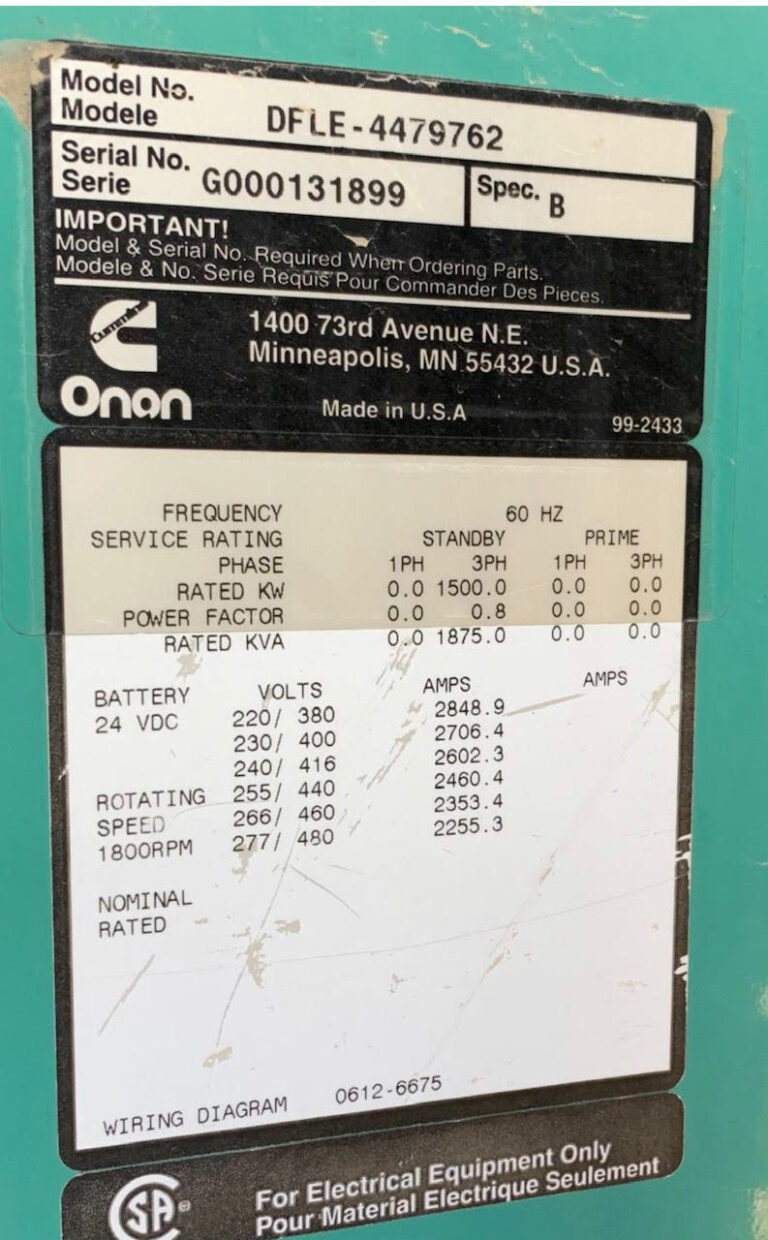 Model No.
Modele
DFLE-4479762
Serial No.
Serie
G000131899
Spec. B
IMPORTANT!
Model & Serial No. Required When Ordering Parts.
Modele & No. Serie Requis Pour Commander Des Pieces.
1400 73rd Avenue N.E.
Minneapolis, MN 55432 U.S.A.
Onan
Made in U.S.A
99-2433
FREQUENCY 60 HZ
SERVICE RATING STANDBY PRIME
PHASE 1PH 3PH 1PH 3PH
RATED KW 0.0 1500.0 0.0 0.0
POWER FACTOR 0.0 0.8 0.0 0.0
RATED KVA 0.0 1875.0 0.0 0.0
BATTERY VOLTS AMPS AMPS
24 VDC 220/ 380 2848.9
230/ 400 2706.4
240/ 416 2602.3
ROTATING 255/ 440 2460.4
SPEED 266/ 460 2353.4
1800RPM 277/ 480 2255.3
NOMINAL
RATED
WIRING DIAGRAM 0612-6675
SA®
For Electrical Equipment Only
Pour Material Electrique Seulement